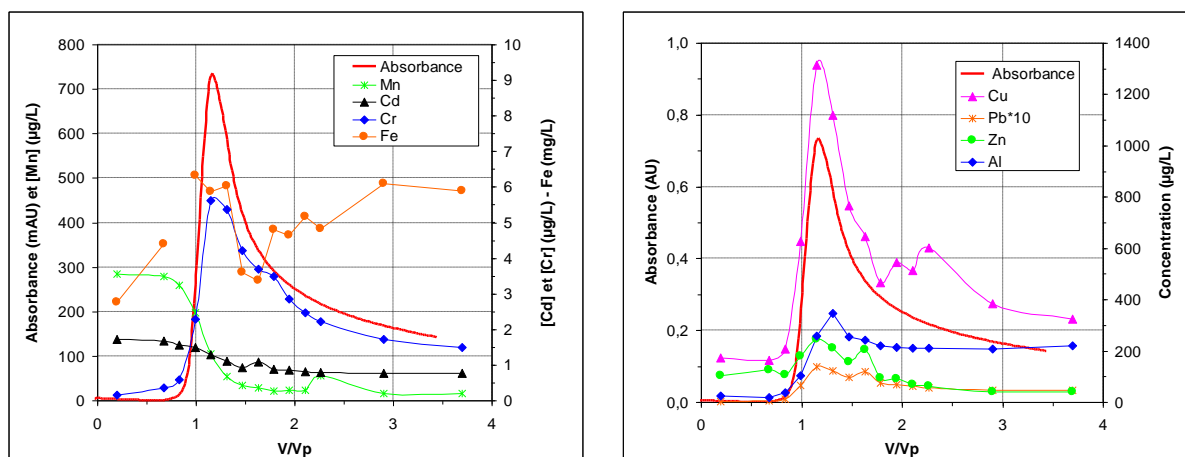 800
700
600
500
400
300
200
100
0
Absorbance (mAU) et [Mn] (µg/L)
10
9
8
7
6
5
4
3
2
1
0
[Cd] et [Cr] (µg/L) - Fe (mg/L)
Absorbance
Mn
Cd
Cr
Fe
0 1 2 3 4
V/Vp
1,0
0,8
0,6
0,4
0,2
0,0
Absorbance (AU)
1400
1200
1000
800
600
400
200
0
Concentration (µg/L)
Absorbance
Cu
Pb*10
Zn
Al
0 1 2 3 4
V/Vp